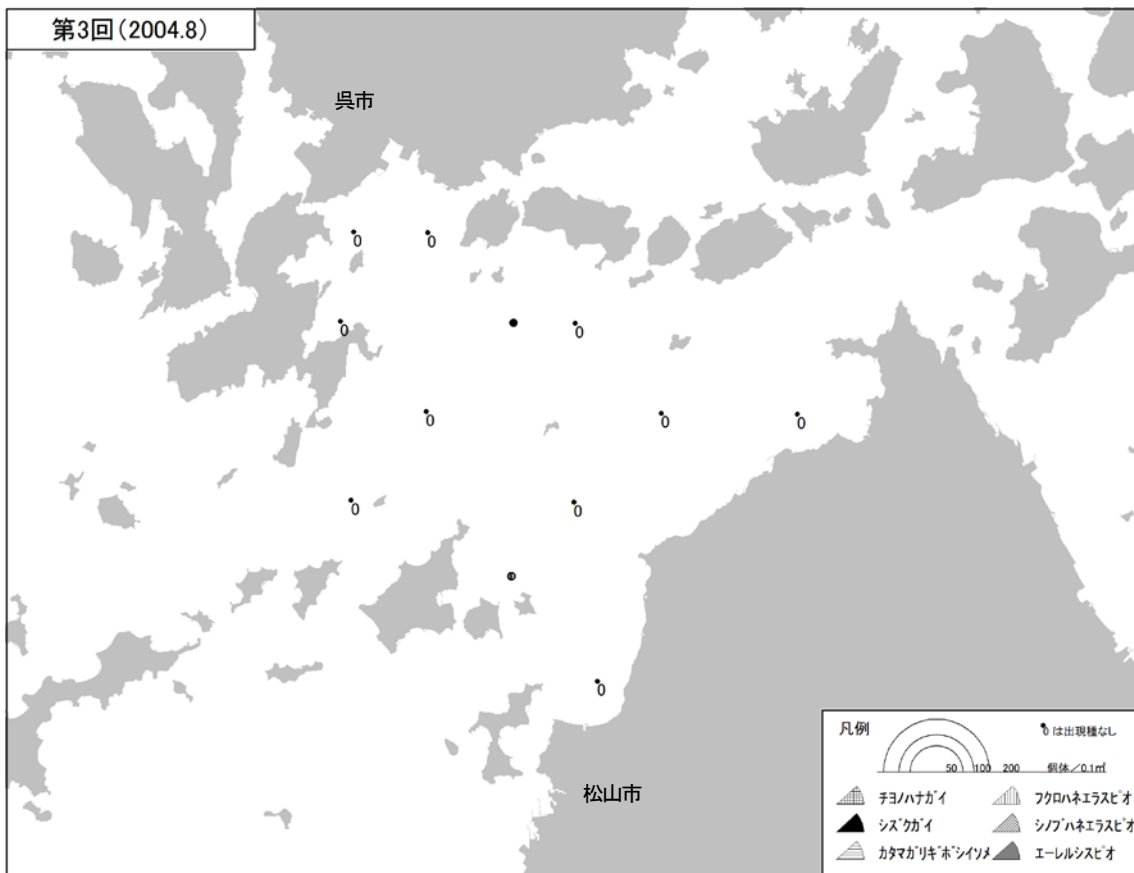 第3回(2004.8)
呉市
0
0
0
0
0
0
0
0
0
0
松山市
凡例
0 は出現種なし
50 100 200 個体/0.1㎡
チヨノハナガイ フクロハネエラスピオ
シズクガイ シノブハネエラスピオ
カタマガリギボシイソメ エーレルシスピオ